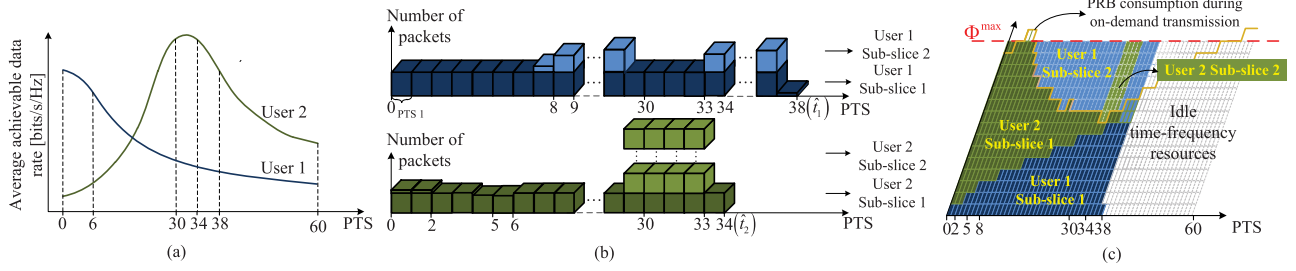 Average achievable data
rate [bits/s/Hz]
User 2
User 1
0 6 30 34 38 60 PTS
(a)
Number of
packets
User 1
Sub-slice 2
User 1
Sub-slice 1
0 PTS 1 8 9 30 33 34 38(t̂₁) PTS
Number of
packets
User 2
Sub-slice 2
User 2
Sub-slice 1
0 2 5 6 30 33 34(t̂₂) PTS
(b)
PRB consumption during
on-demand transmission
Φmax
User 1
Sub-slice 2
User 2 Sub-slice 2
User 2
Sub-slice 1
Idle
time-frequency
resources
User 1
Sub-slice 1
0 2 5 8 30 34 38 60 PTS
(c)